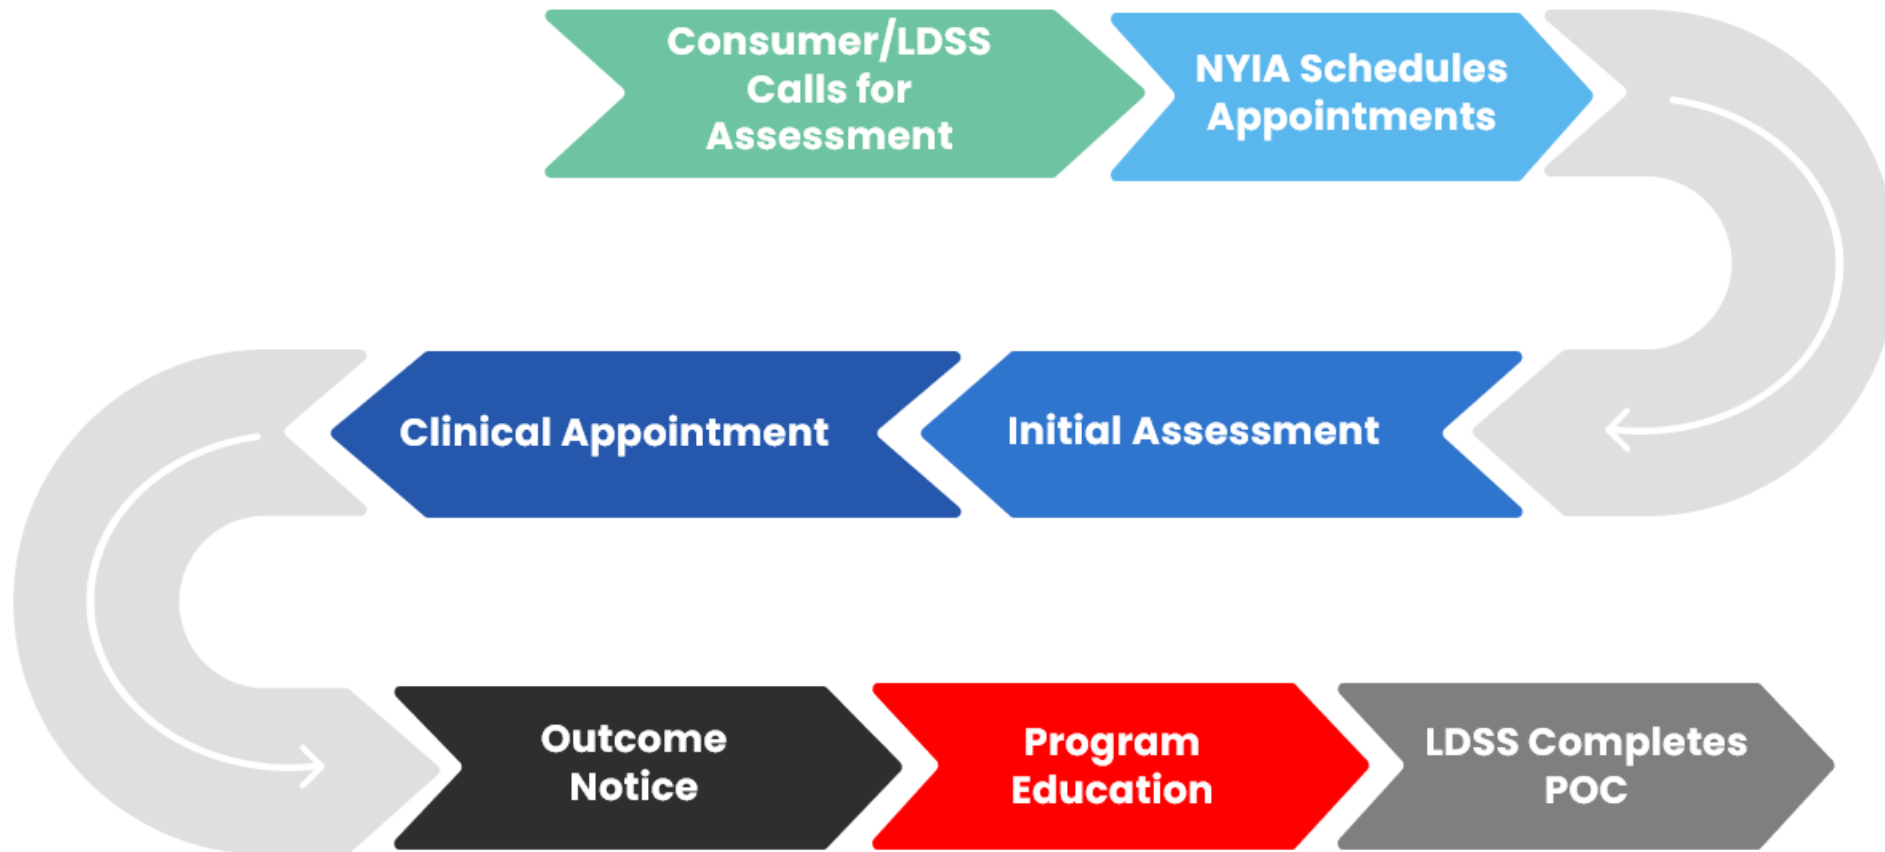 Consumer/LDSS
Calls for
Assessment
NYIA Schedules
Appointments
Initial Assessment
Clinical Appointment
Outcome
Notice
Program
Education
LDSS Completes
POC